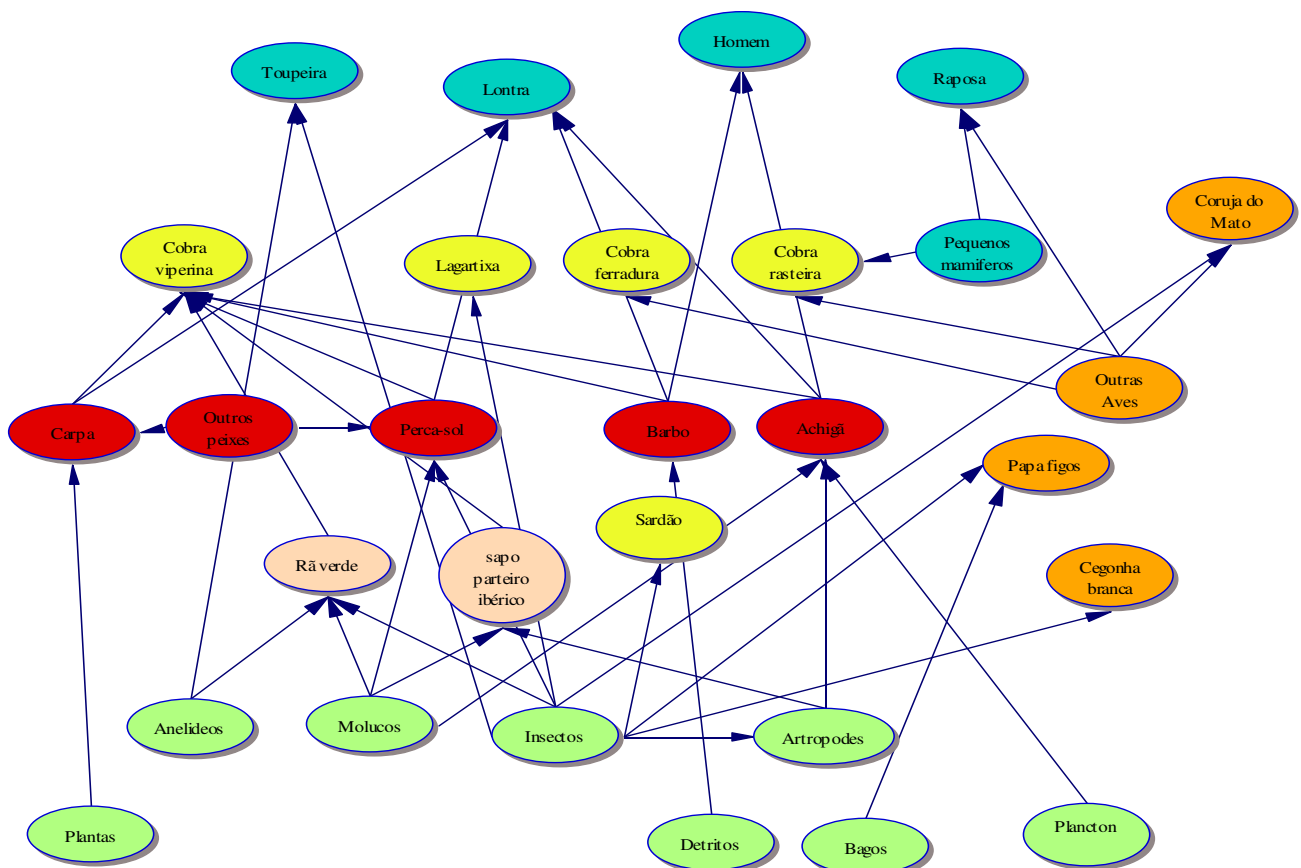 Homem
Toupeira
Lontra
Raposa
Coruja do
Mato
Cobra
viperina
Lagartixa
Cobra
ferradura
Cobra
rasteira
Pequenos
mamiferos
Outras
Aves
Carpa
Outros
peixes
Perca-sol
Barbo
Achigã
Papa figos
Sardão
Rã verde
sapo
parteiro
ibérico
Cegonha
branca
Anelideos
Molucos
Insectos
Artropodes
Plantas
Detritos
Bagos
Plancton